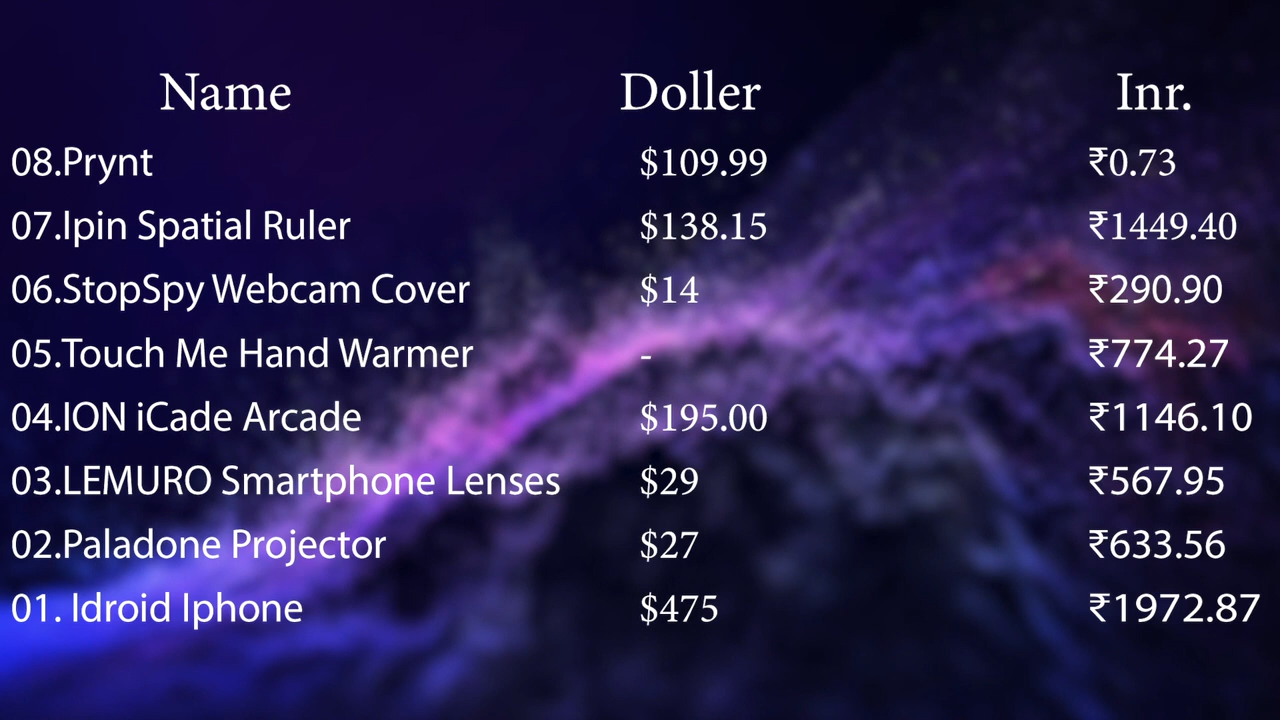 Name Doller Inr.
08.Prynt $109.99 ₹0.73
07.Ipin Spatial Ruler $138.15 ₹1449.40
06.StopSpy Webcam Cover $14 ₹290.90
05.Touch Me Hand Warmer - ₹774.27
04.ION iCade Arcade $195.00 ₹1146.10
03.LEMURO Smartphone Lenses $29 ₹567.95
02.Paladone Projector $27 ₹633.56
01. Idroid Iphone $475 ₹1972.87